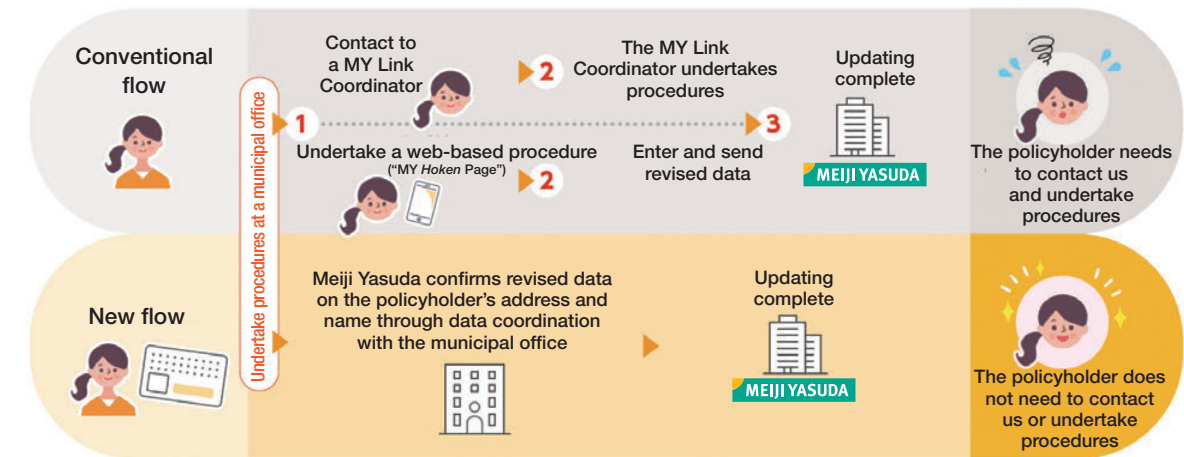 Conventional
flow
Undertake procedures at a municipal office
1
Contact to
a MY Link
Coordinator
2
The MY Link
Coordinator undertakes
procedures
3
Undertake a web-based procedure
("MY Hoken Page")
2
Enter and send
revised data
Updating
complete
MEIJI YASUDA
The policyholder needs
to contact us
and undertake
procedures
New flow
Meiji Yasuda confirms revised data
on the policyholder's address and
name through data coordination
with the municipal office
Updating
complete
MEIJI YASUDA
The policyholder does
not need to contact
us or undertake
procedures